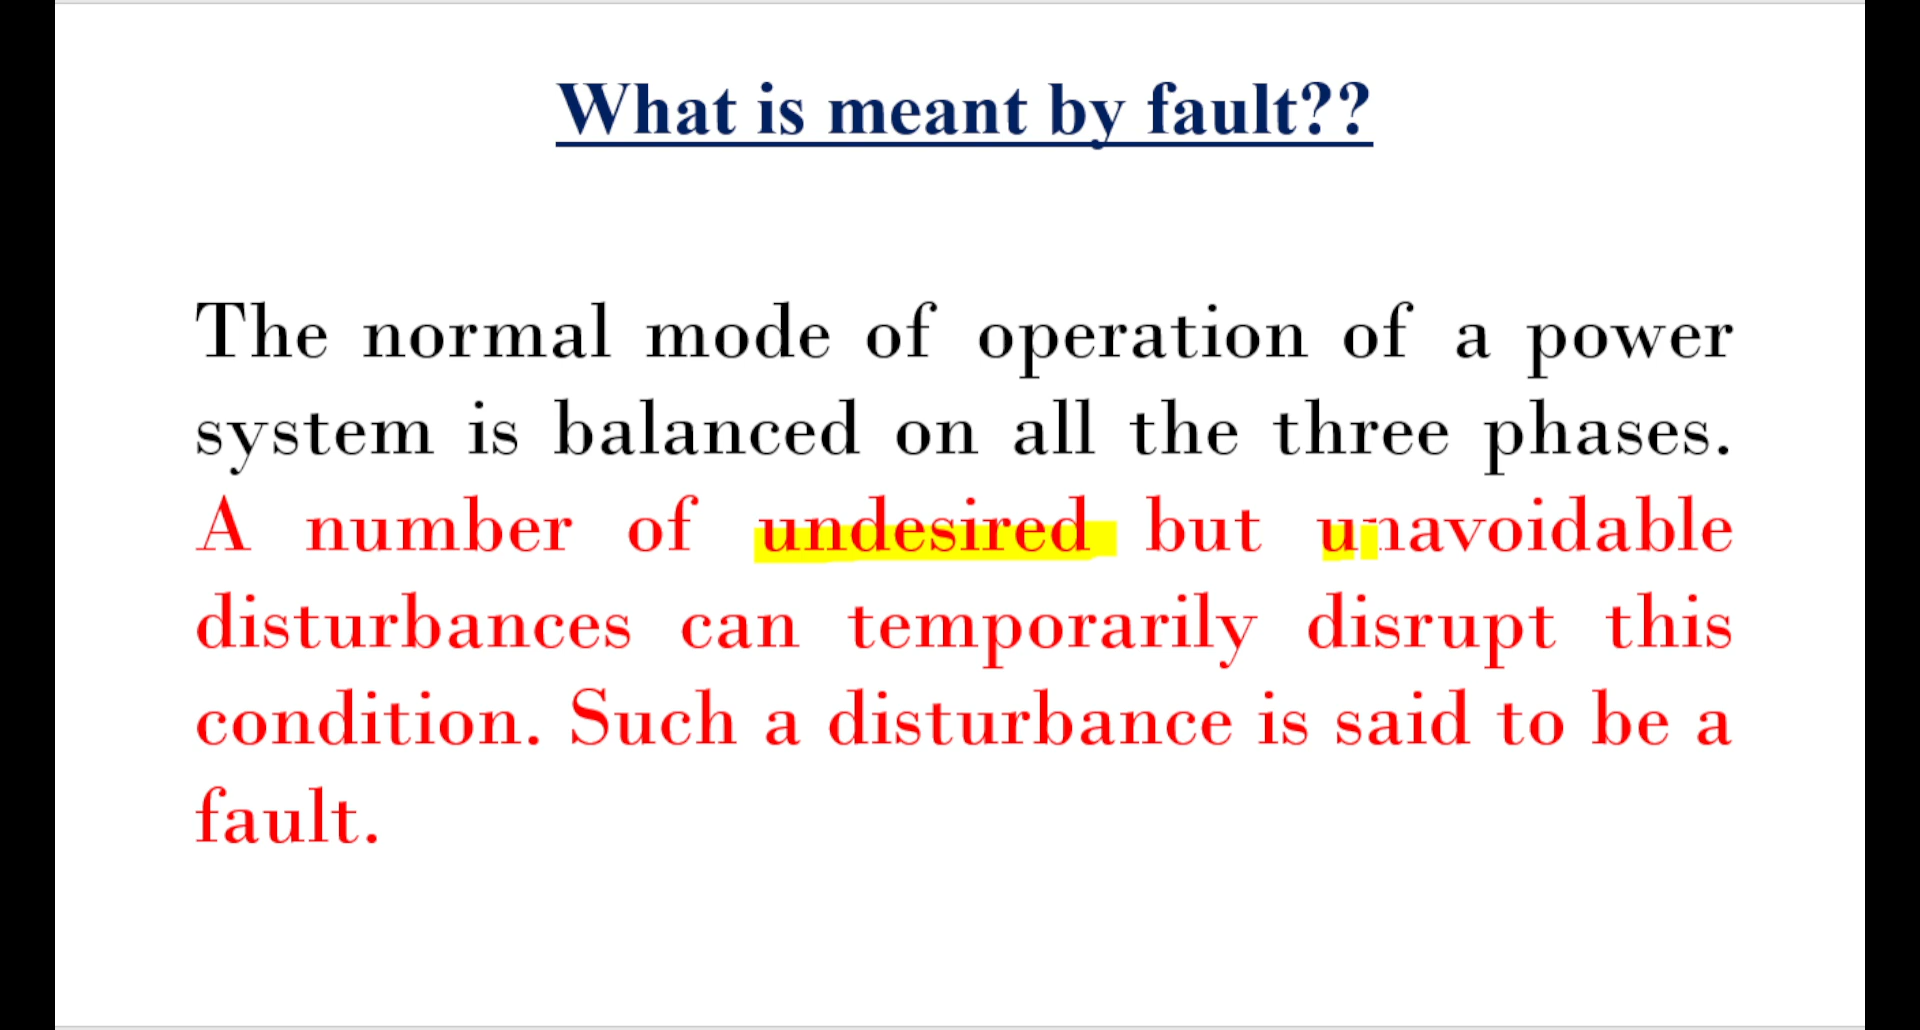 What is meant by fault??
The normal mode of operation of a power
system is balanced on all the three phases.
A number of undesired but unavoidable
disturbances can temporarily disrupt this
condition. Such a disturbance is said to be a
fault.